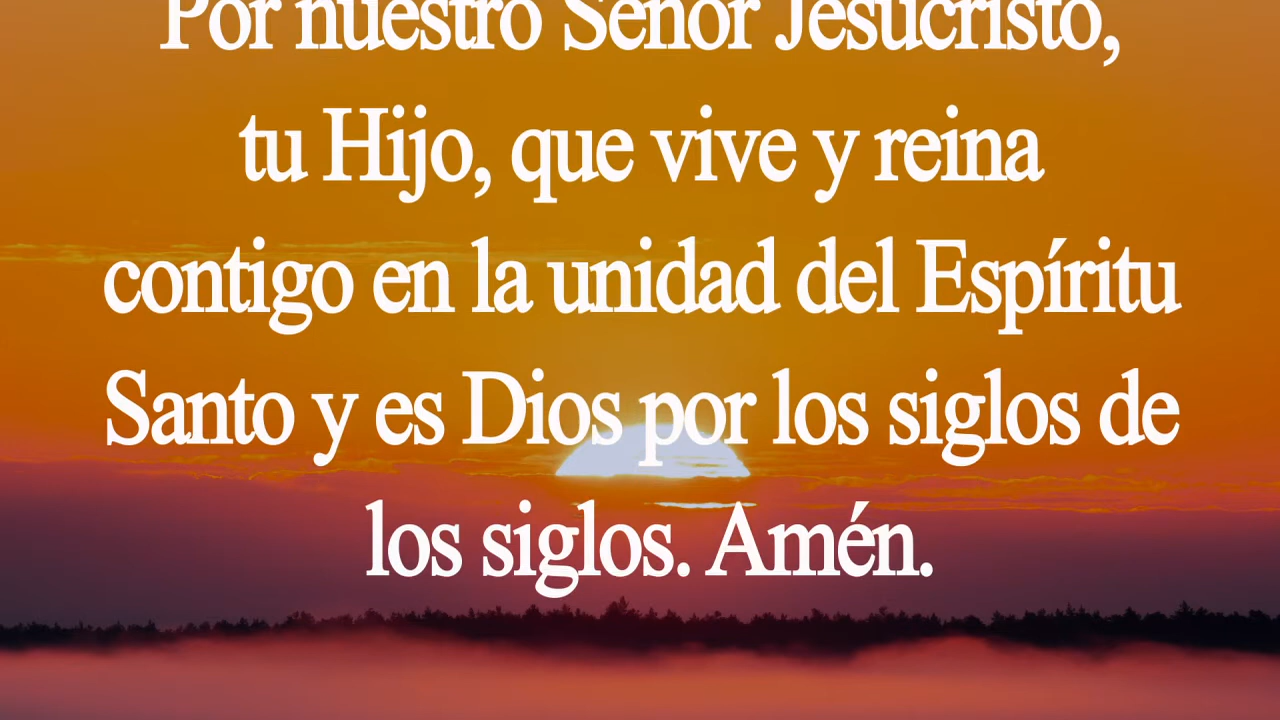 Por nuestro Señor Jesucristo,
tu Hijo, que vive y reina
contigo en la unidad del Espíritu
Santo y es Dios por los siglos de
los siglos. Amén.